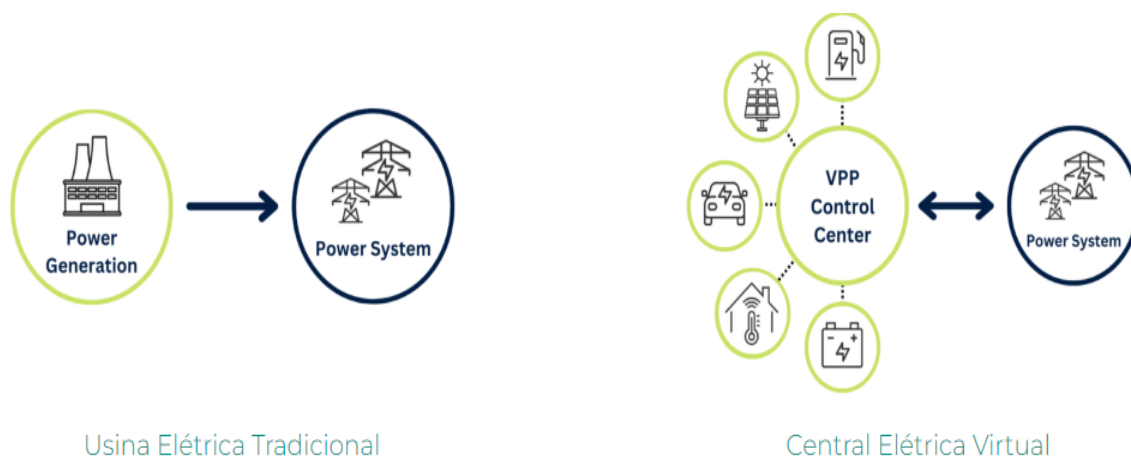 Power
Generation
Power System
VPP
Control
Center
Power System
Usina Elétrica Tradicional
Central Elétrica Virtual